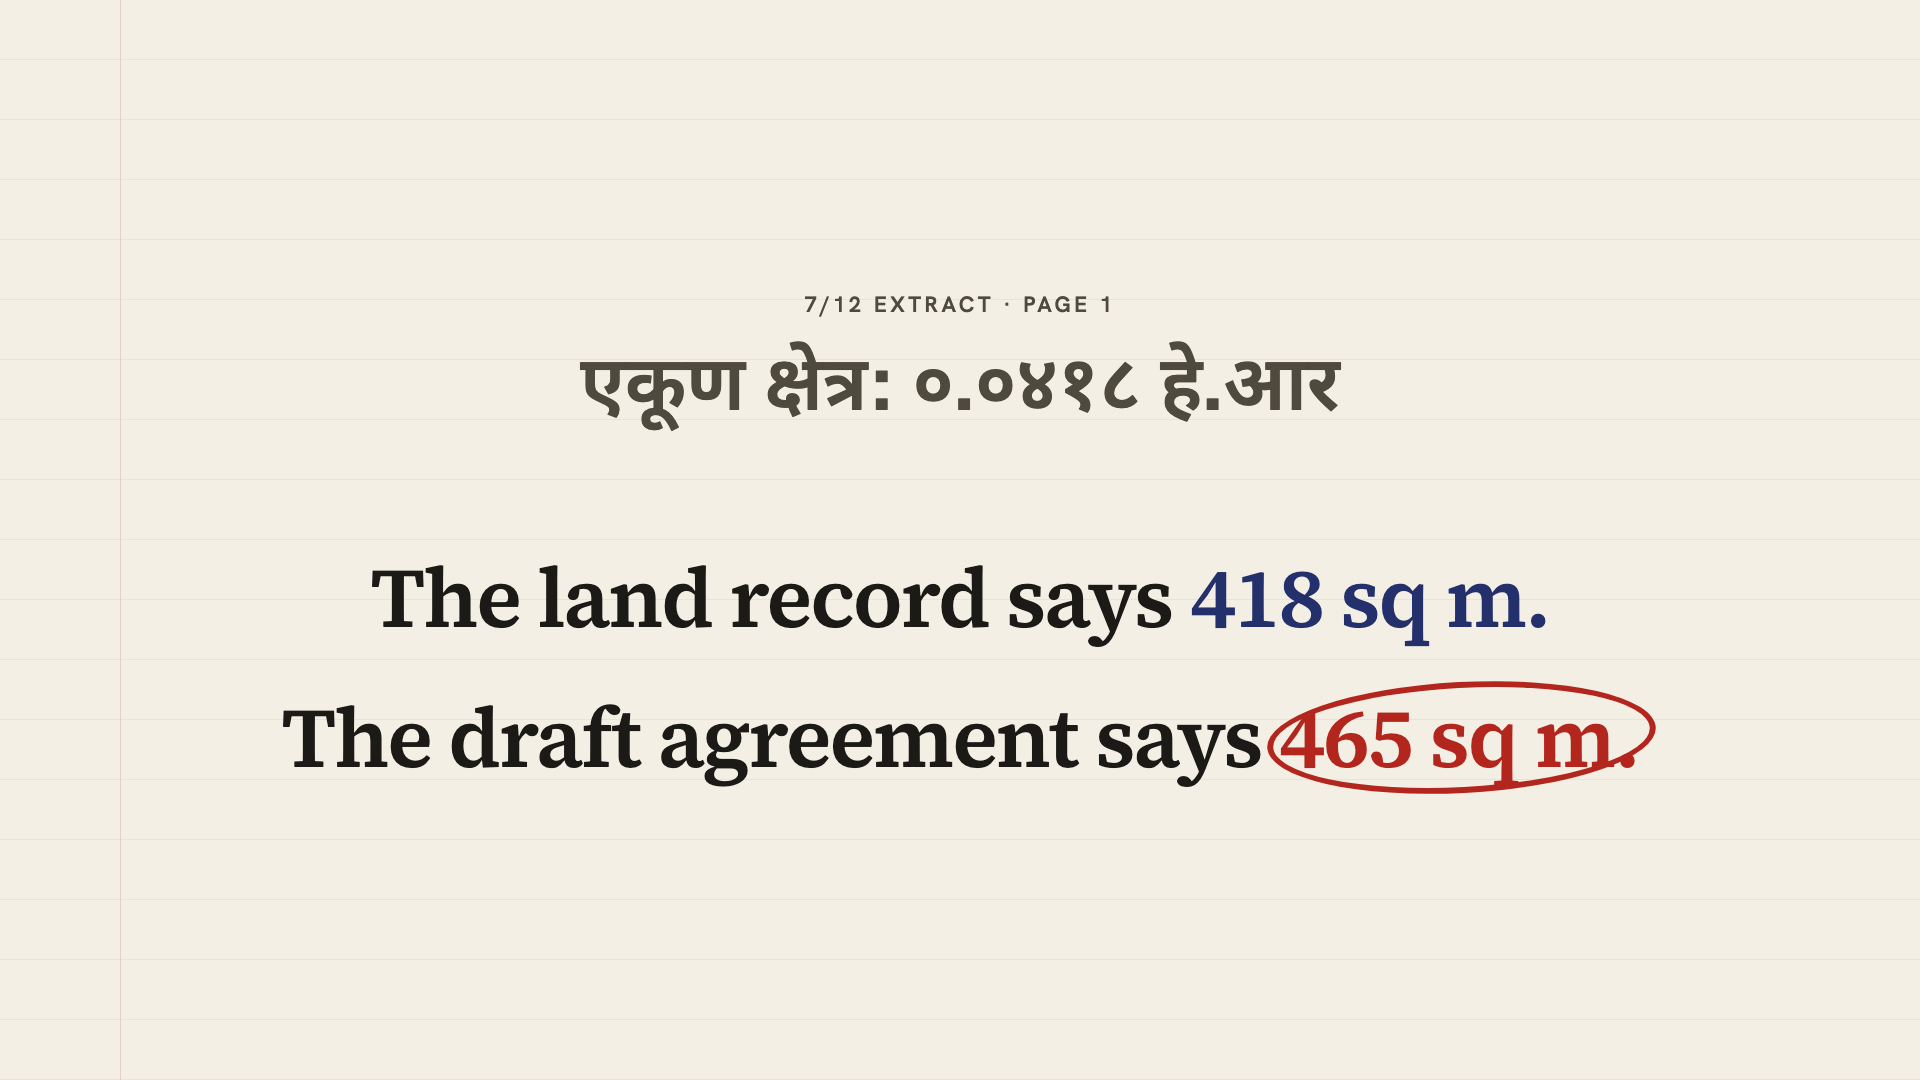 7/12 EXTRACT · PAGE 1
एकूण क्षेत्र: ०.०४१८ हे.आर
The land record says 418 sq m.
The draft agreement says 465 sq m.